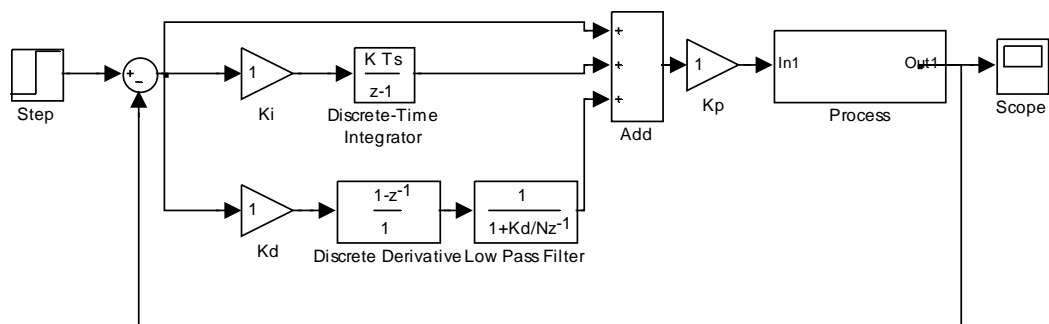 +
−
Step
1
Ki
K Ts
z-1
Discrete-Time
Integrator
+
+
+
Add
1
Kp
In1
Out1
Process
Scope
1
Kd
1-z-1
1
Discrete Derivative
1
1+Kd/Nz-1
Low Pass Filter